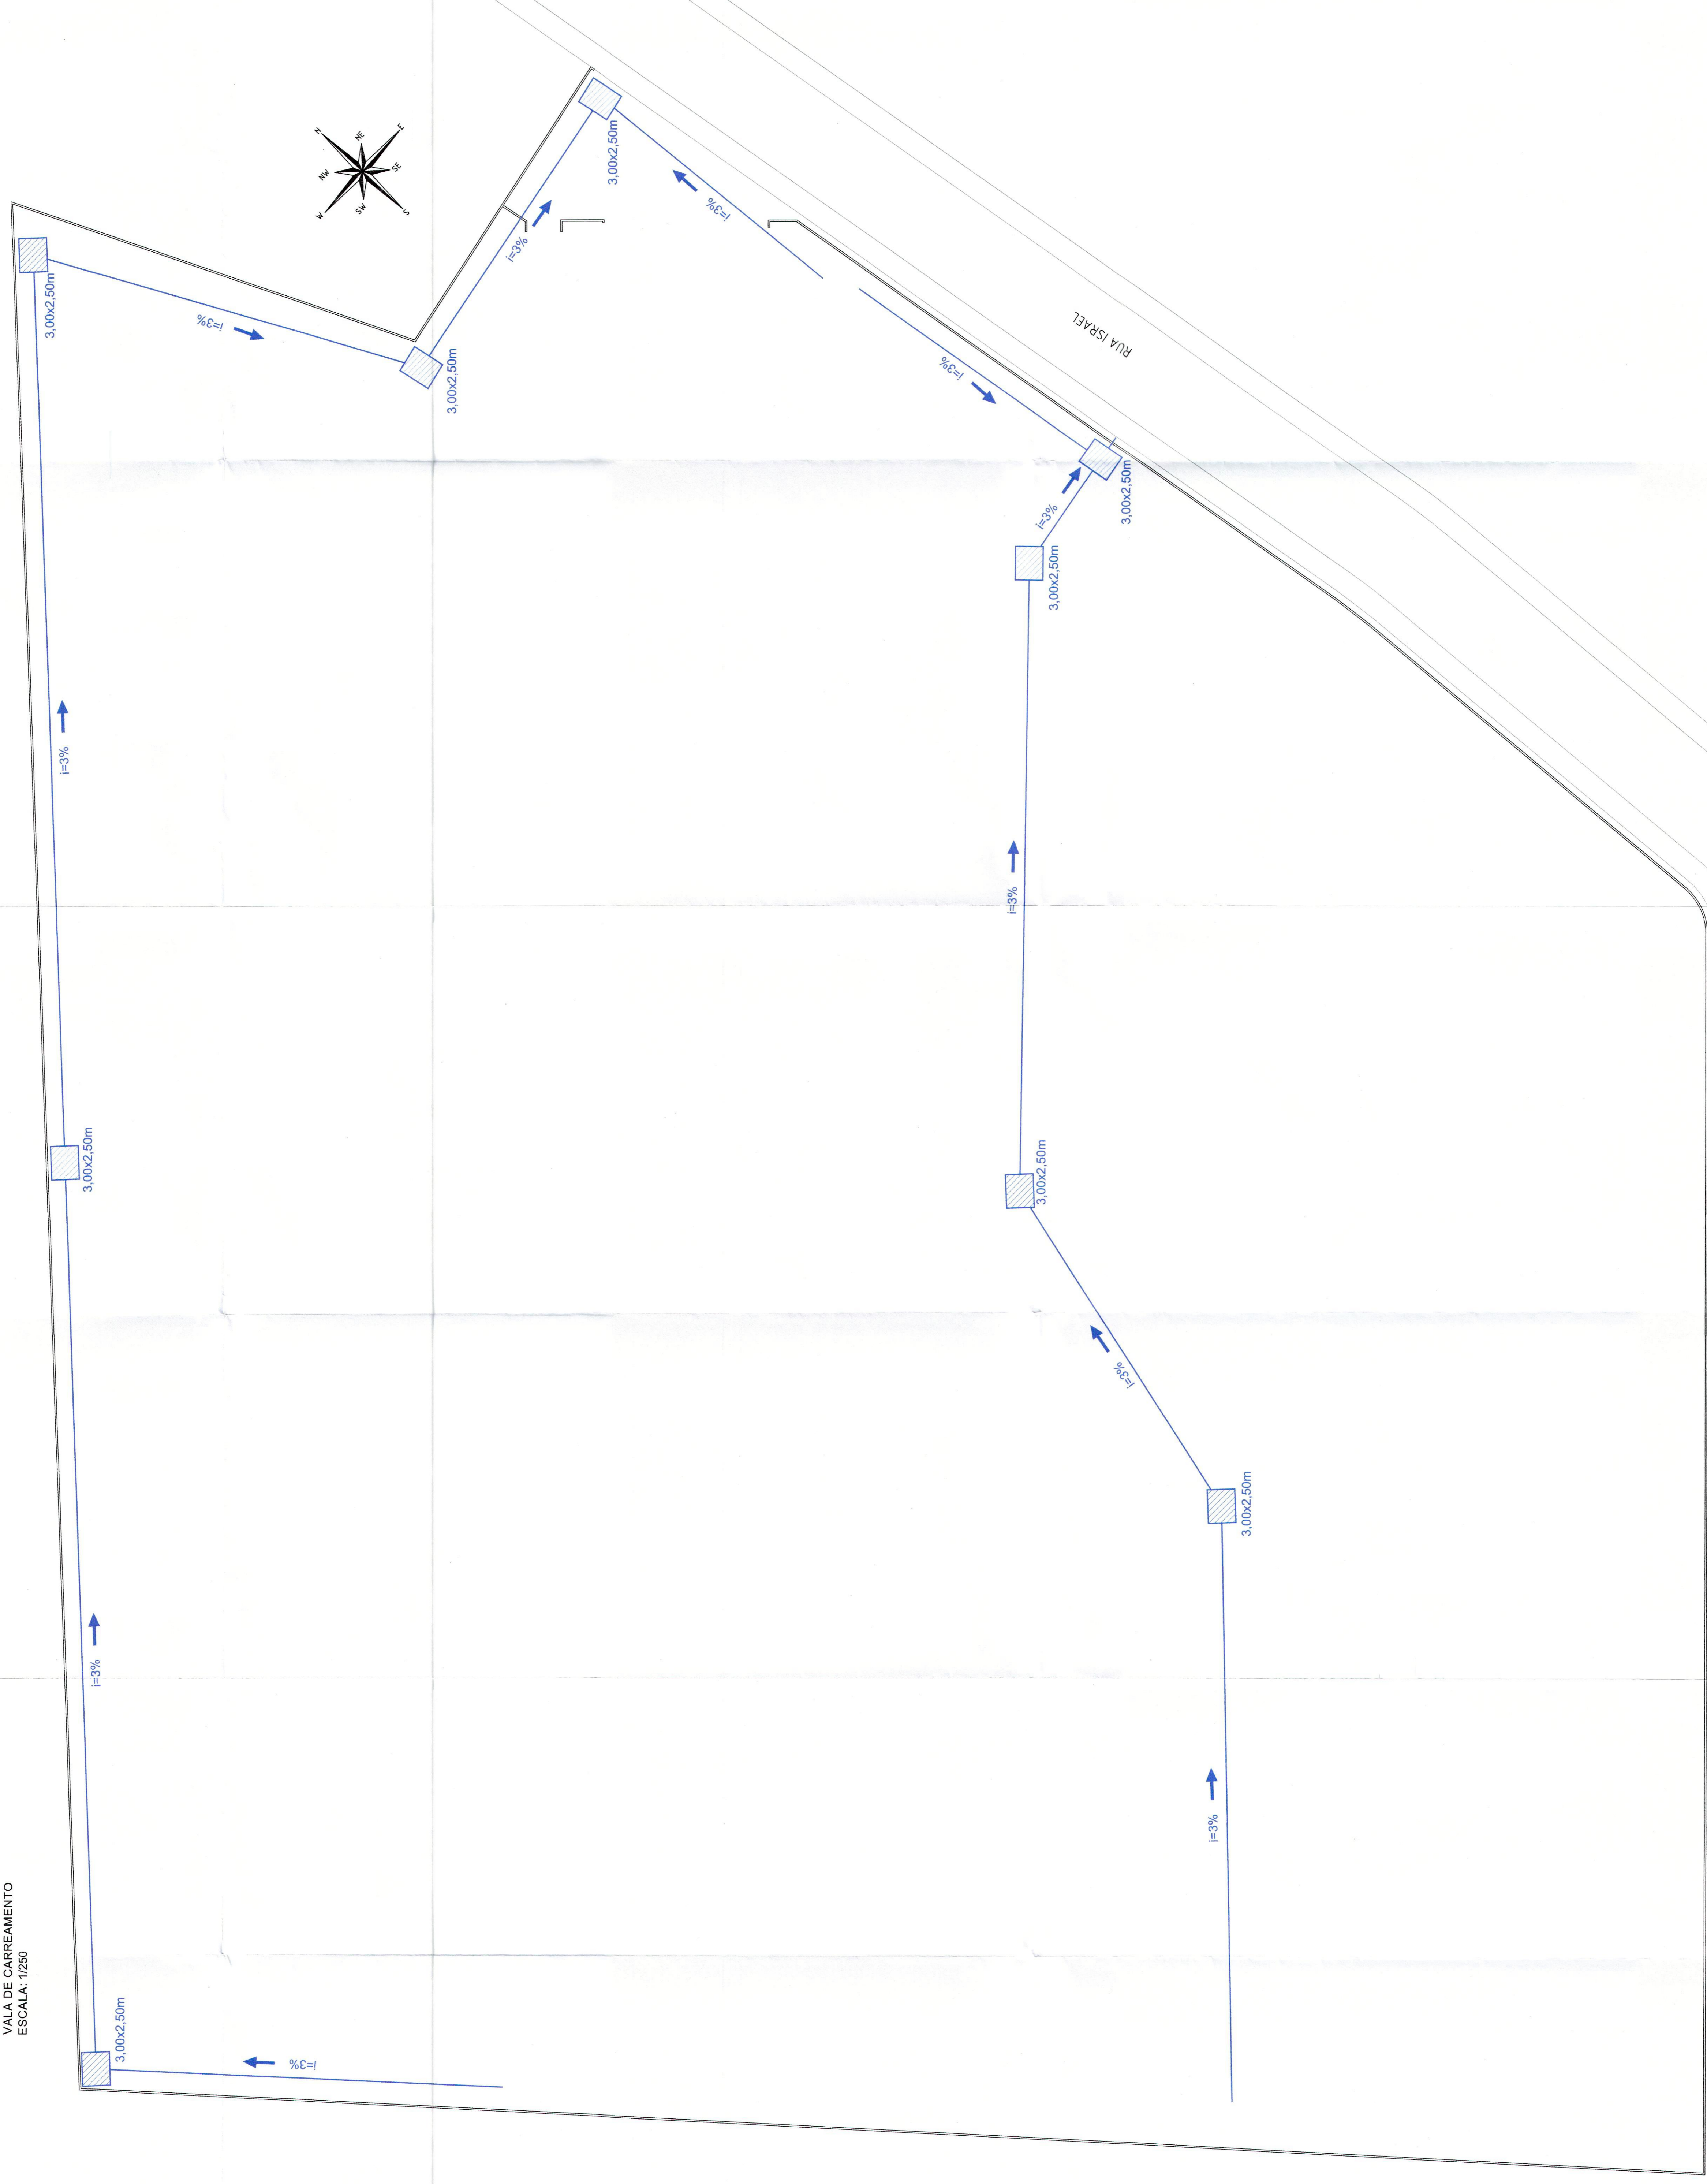 N
NE
E
SE
S
SW
W
NW
3,00x2,50m
i=3%
3,00x2,50m
i=3%
3,00x2,50m
i=3%
RUA ISRAEL
i=3%
3,00x2,50m
i=3%
3,00x2,50m
i=3%
i=3%
3,00x2,50m
3,00x2,50m
i=3%
3,00x2,50m
i=3%
i=3%
3,00x2,50m
i=3%
VALA DE CARREAMENTO
ESCALA: 1/250